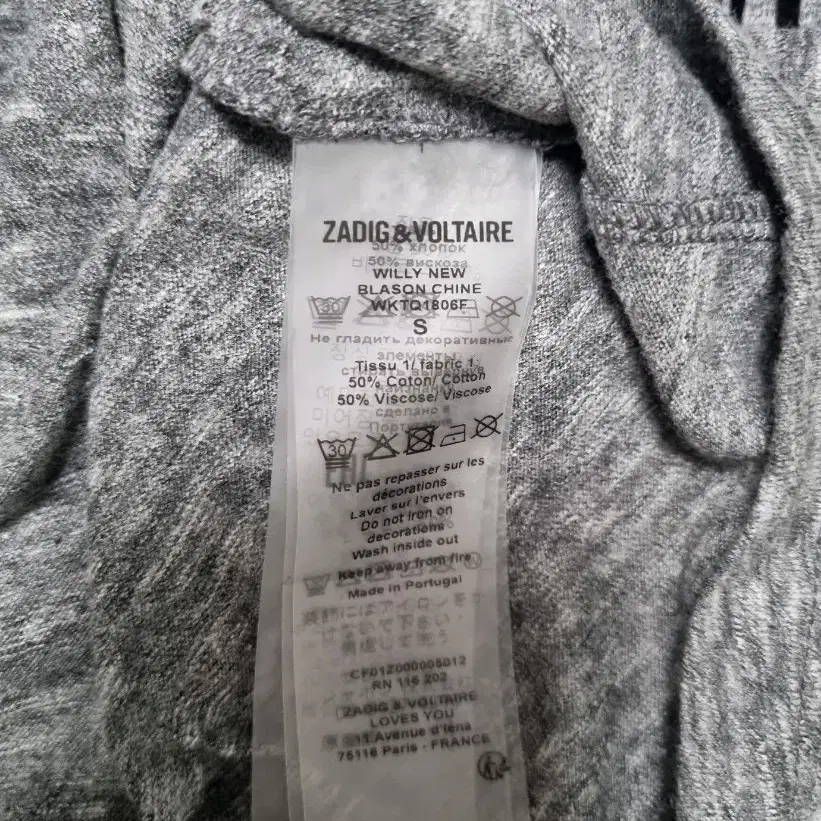 ZADIG & VOLTAIRE
50% хлопок
50% вискоза
WILLY NEW
BLASON CHINE
WKTQ1806F
30
S
Не гладить декоративные
элементы
Tissu 1/ fabric 1
50% Coton/ Cotton
50% Viscose/ Viscose
сделано в
30
Ne pas repasser sur les
décorations
Laver sur l'envers
Do not iron on
decorations
Wash inside out
Keep away from fire
Made in Portugal
CF01Z000005012
RN 116 202
ZADIG & VOLTAIRE
LOVES YOU
11 Avenue d'Iéna
75116 Paris - FRANCE